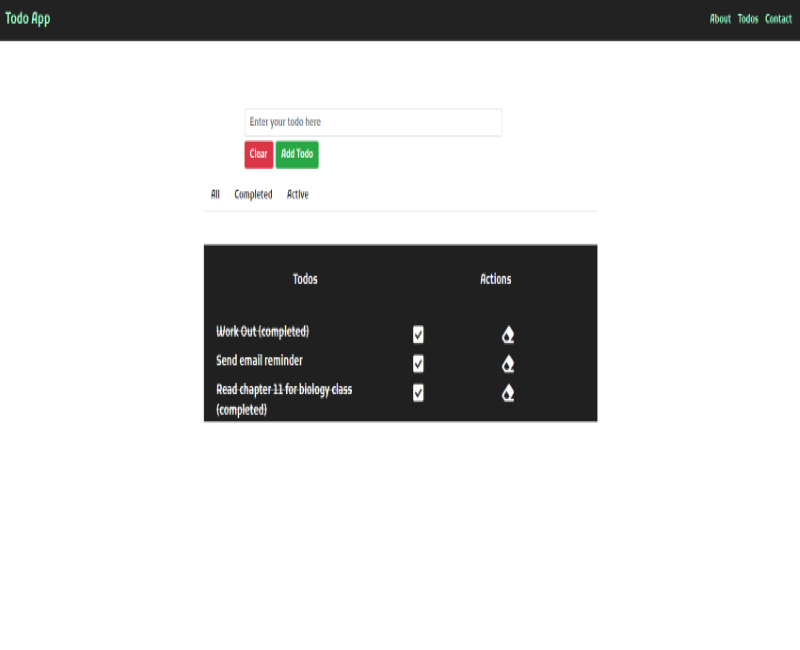 Todo App
About Todos Contact
Enter your todo here
Clear Add Todo
All Completed Active
Todos Actions
Work Out (completed)
Send email reminder
Read chapter 11 for biology class
(completed)